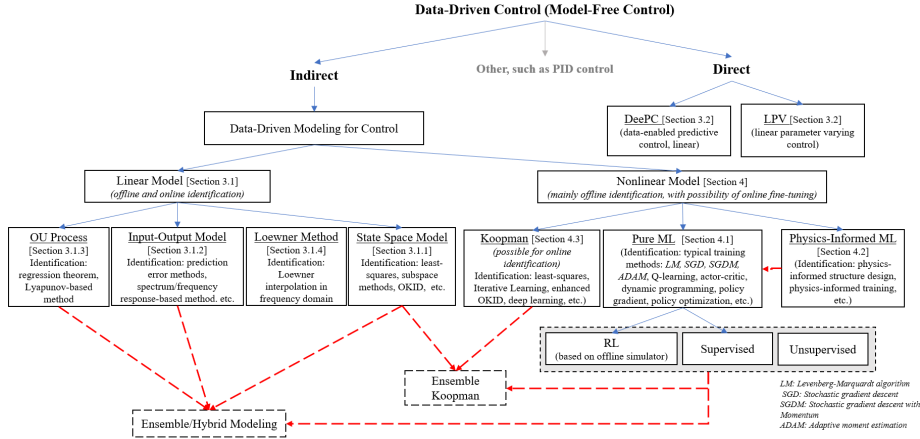 Data-Driven Control (Model-Free Control)
Indirect
Other, such as PID control
Direct
Data-Driven Modeling for Control
DeePC [Section 3.2]
(data-enabled predictive
control, linear)
LPV [Section 3.2]
(linear parameter varying
control)
Linear Model [Section 3.1]
(offline and online identification)
Nonlinear Model [Section 4]
(mainly offline identification, with possibility of online fine-tuning)
OU Process
[Section 3.1.3]
Identification:
regression theorem,
Lyapunov-based
method
Input-Output Model
[Section 3.1.2]
Identification: prediction
error methods,
spectrum/frequency
response-based method. etc.
Loewner Method
[Section 3.1.4]
Identification:
Loewner
interpolation in
frequency domain
State Space Model
[Section 3.1.1]
Identification: least-
squares, subspace
methods, OKID, etc.
Koopman [Section 4.3]
(possible for online
identification)
Identification: least-squares,
Iterative Learning, enhanced
OKID, deep learning, etc.)
Pure ML [Section 4.1]
(Identification: typical training
methods: LM, SGD, SGDM,
ADAM, Q-learning, actor-critic,
dynamic programming, policy
gradient, policy optimization, etc.)
Physics-Informed ML
[Section 4.2]
(Identification: physics-
informed structure design,
physics-informed training,
etc.)
RL
(based on offline simulator)
Supervised
Unsupervised
Ensemble
Koopman
Ensemble/Hybrid Modeling
LM: Levenberg-Marquardt algorithm
SGD: Stochastic gradient descent
SGDM: Stochastic gradient descent with
Momentum
ADAM: Adaptive moment estimation